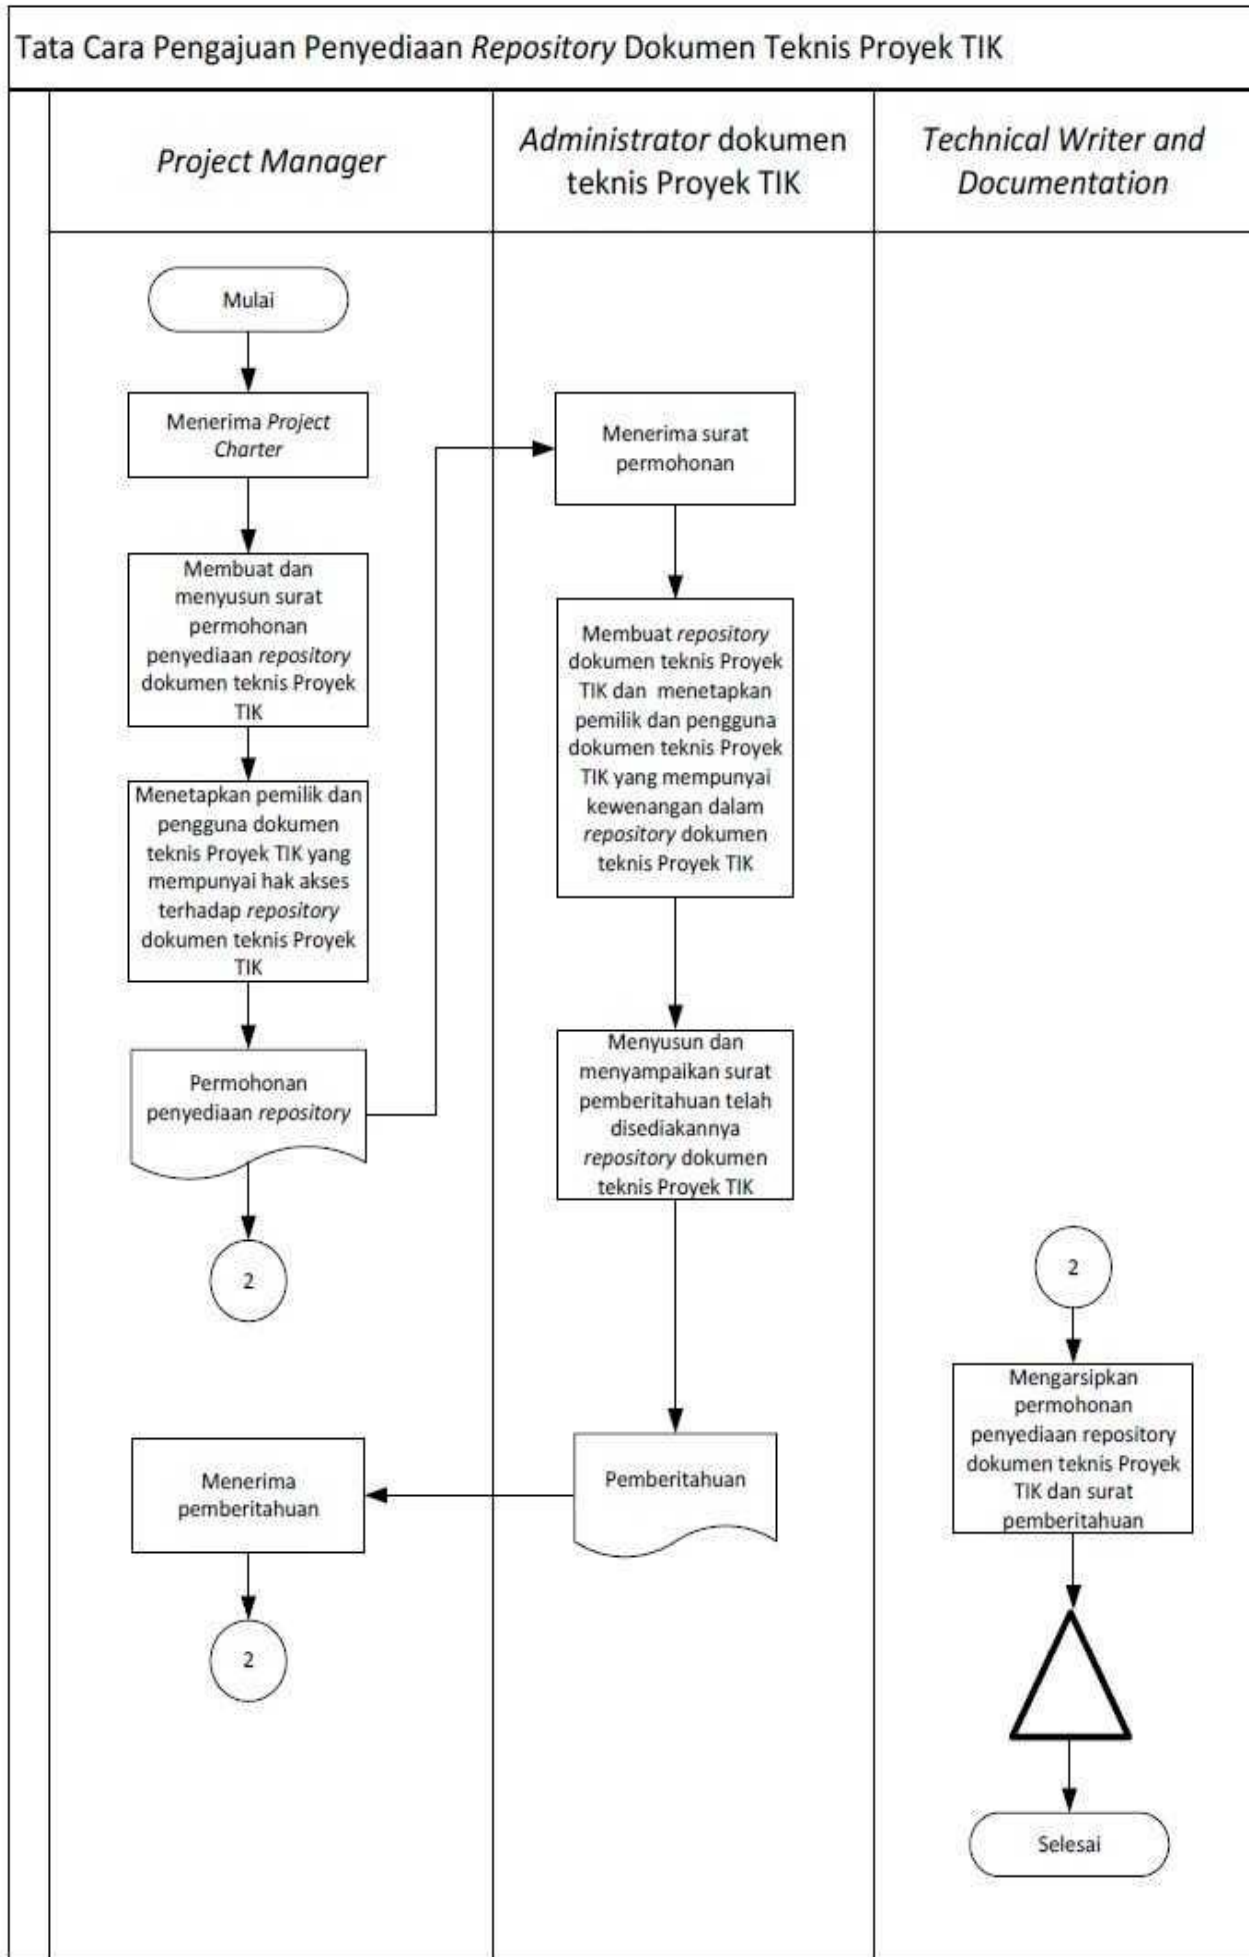 Tata Cara Pengajuan Penyediaan Repository Dokumen Teknis Proyek TIK
Project Manager
Administrator dokumen
teknis Proyek TIK
Technical Writer and
Documentation
Mulai
Menerima Project
Charter
Membuat dan
menyusun surat
permohonan
penyediaan repository
dokumen teknis Proyek
TIK
Menetapkan pemilik dan
pengguna dokumen
teknis Proyek TIK yang
mempunyai hak akses
terhadap repository
dokumen teknis Proyek
TIK
Permohonan
penyediaan repository
2
Menerima surat
permohonan
Membuat repository
dokumen teknis Proyek
TIK dan menetapkan
pemilik dan pengguna
dokumen teknis Proyek
TIK yang mempunyai
kewenangan dalam
repository dokumen
teknis Proyek TIK
Menyusun dan
menyampaikan surat
pemberitahuan telah
disediakannya
repository dokumen
teknis Proyek TIK
Pemberitahuan
Menerima
pemberitahuan
2
2
Mengarsipkan
permohonan
penyediaan repository
dokumen teknis Proyek
TIK dan surat
pemberitahuan
Selesai